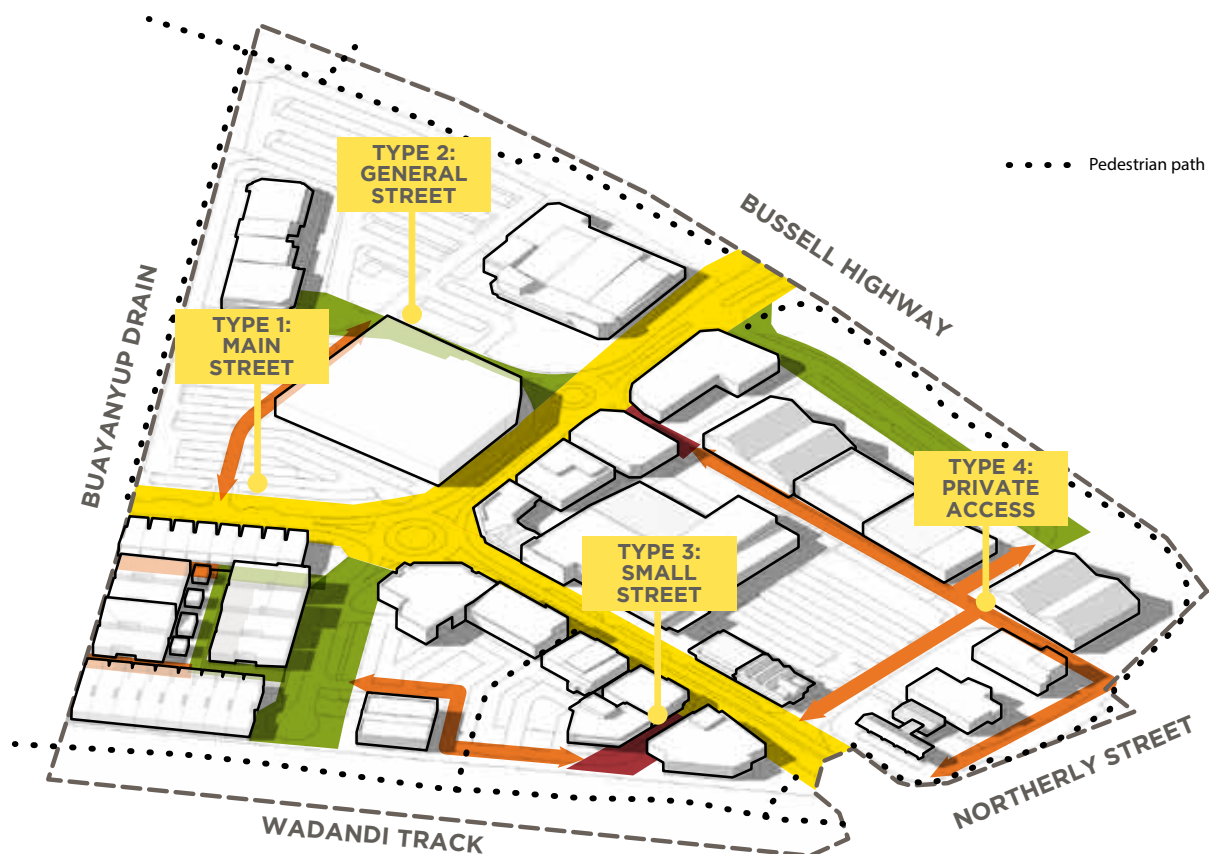 TYPE 2:
GENERAL
STREET
Pedestrian path
BUSSELL HIGHWAY
BUAYANYUP DRAIN
TYPE 1:
MAIN
STREET
TYPE 4:
PRIVATE
ACCESS
TYPE 3:
SMALL
STREET
NORTHERLY STREET
WADANDI TRACK